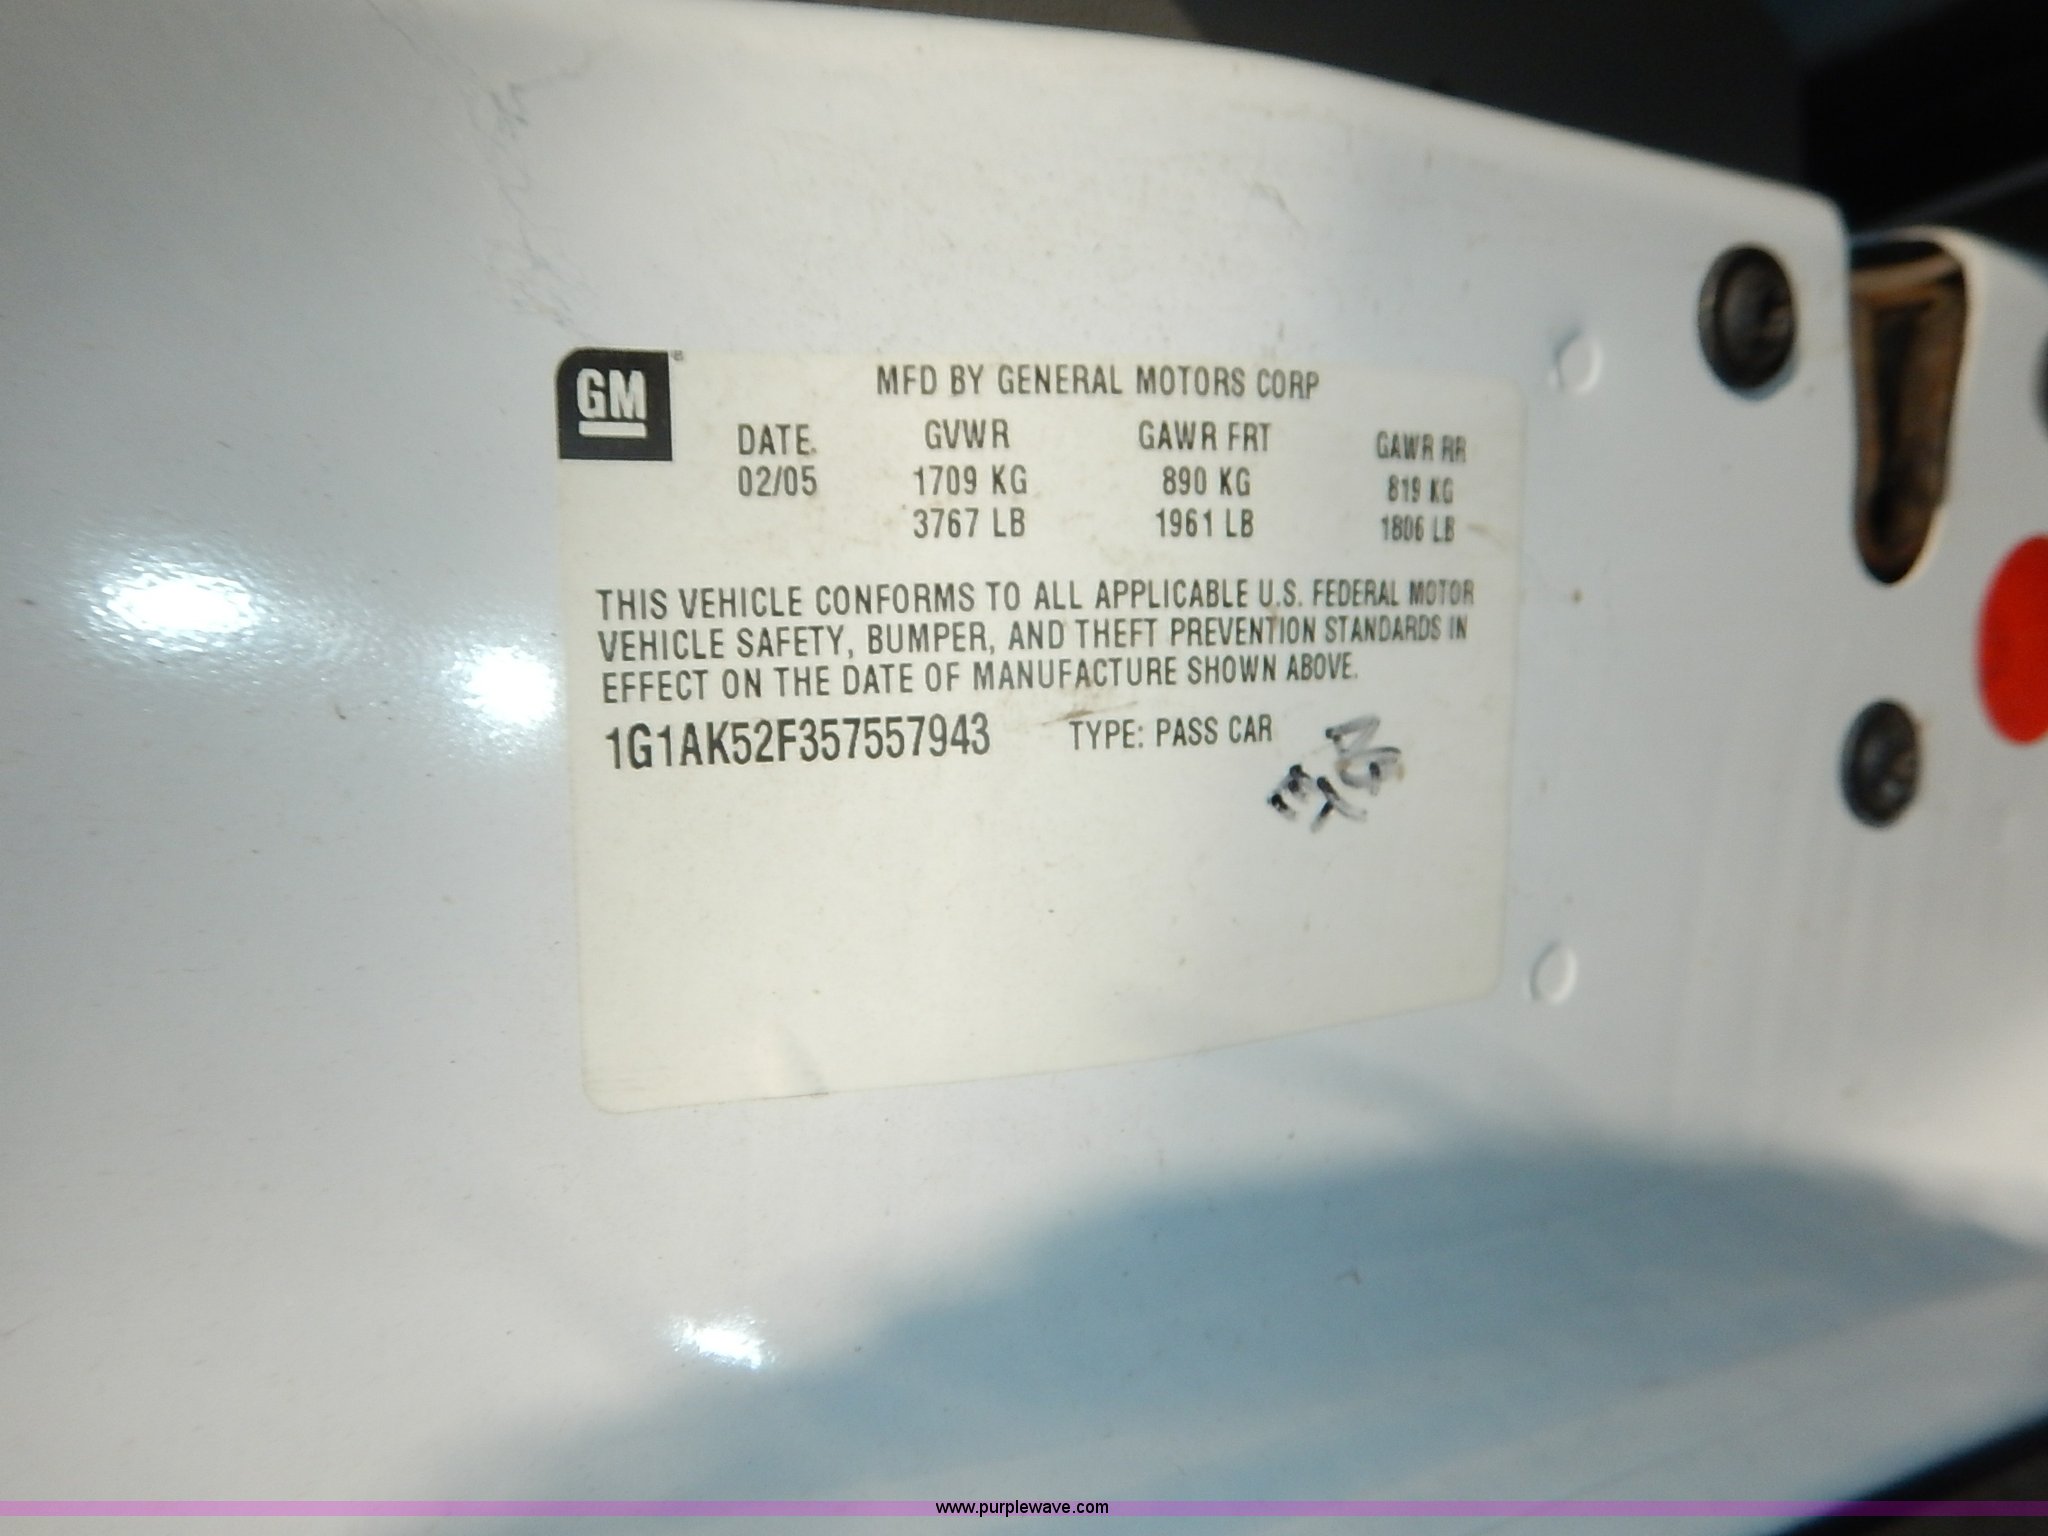 GM
MFD BY GENERAL MOTORS CORP
DATE GVWR GAWR FRT GAWR RR
02/05 1709 KG 890 KG 819 KG
3767 LB 1961 LB 1806 LB
THIS VEHICLE CONFORMS TO ALL APPLICABLE U.S. FEDERAL MOTOR
VEHICLE SAFETY, BUMPER, AND THEFT PREVENTION STANDARDS IN
EFFECT ON THE DATE OF MANUFACTURE SHOWN ABOVE.
1G1AK52F357557943 TYPE: PASS CAR
www.purplewave.com